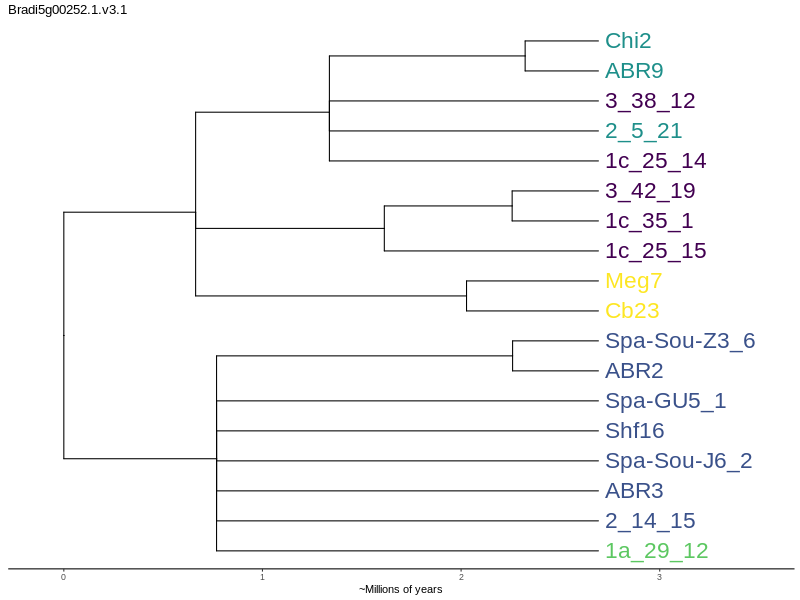 Bradi5g00252.1.v3.1
Chi2
ABR9
3_38_12
2_5_21
1c_25_14
3_42_19
1c_35_1
1c_25_15
Meg7
Cb23
Spa-Sou-Z3_6
ABR2
Spa-GU5_1
Shf16
Spa-Sou-J6_2
ABR3
2_14_15
1a_29_12
0 1 2 3
~Millions of years